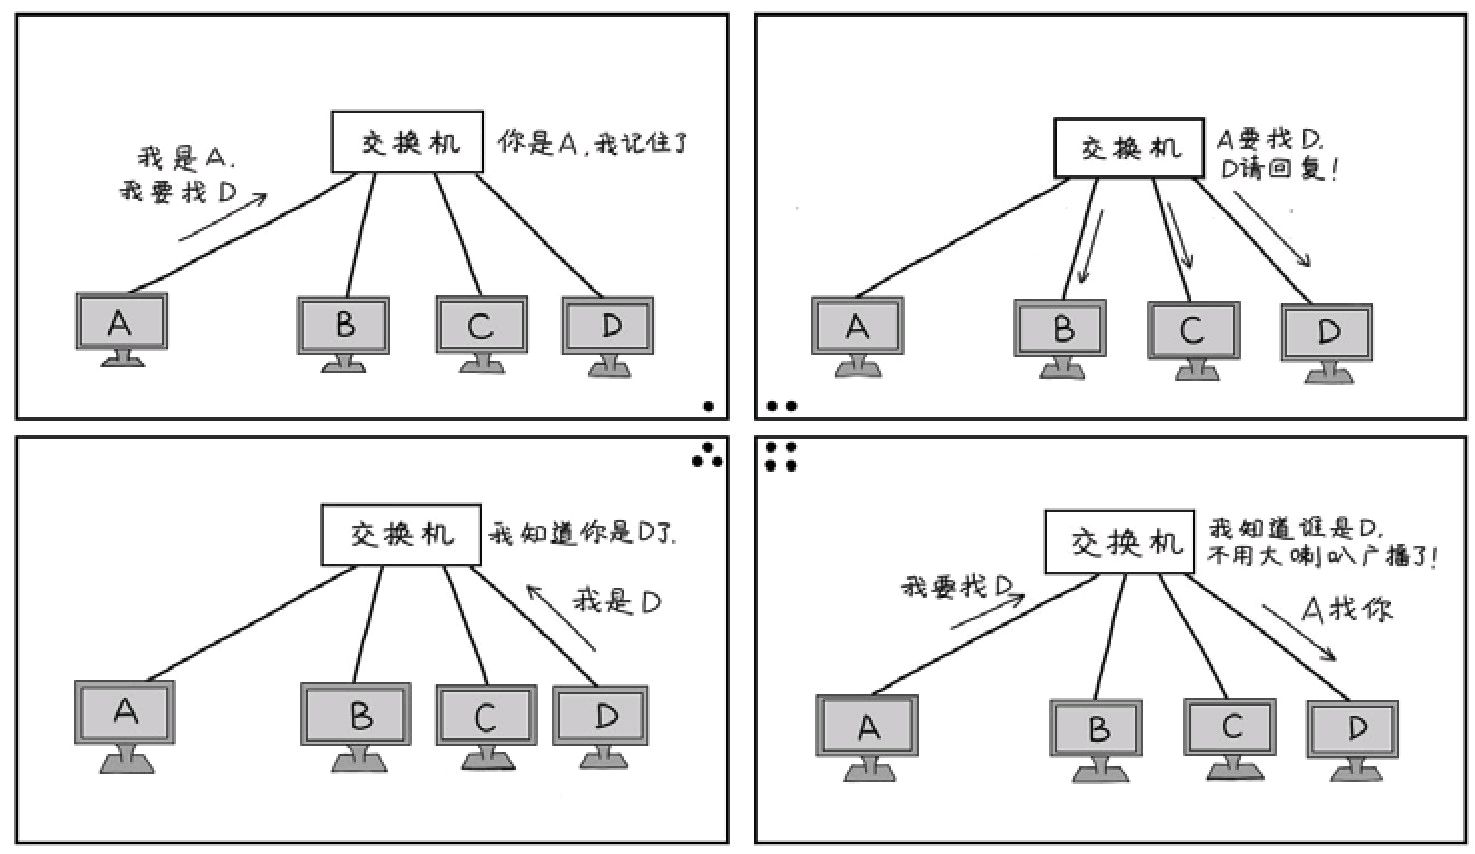 我是A.
我要找D
交换机
你是A,我记住了
A
B
C
D
交换机
A要找D.
D请回复!
A
B
C
D
交换机
我知道你是D了.
我是D
A
B
C
D
交换机
我知道谁是D.
不用大喇叭广播了!
我要找D
A找你
A
B
C
D